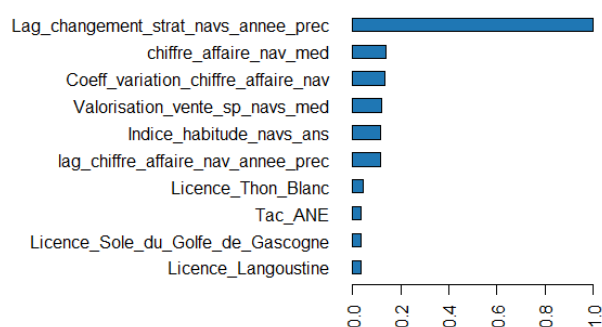 Lag_changement_strat_navs_annee_prec
chiffre_affaire_nav_med
Coeff_variation_chiffre_affaire_nav
Valorisation_vente_sp_navs_med
Indice_habitude_navs_ans
lag_chiffre_affaire_nav_annee_prec
Licence_Thon_Blanc
Tac_ANE
Licence_Sole_du_Golfe_de_Gascogne
Licence_Langoustine
0.0 0.2 0.4 0.6 0.8 1.0